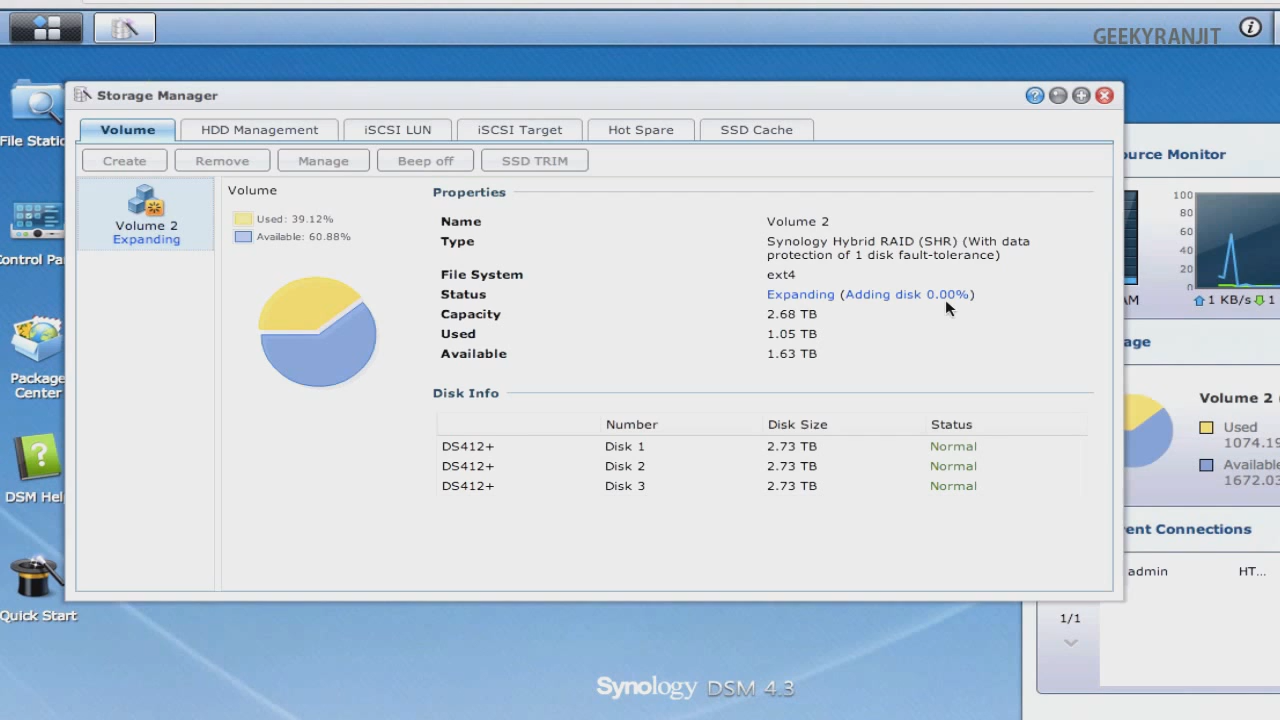 GEEKYRANJIT
Storage Manager
Volume
HDD Management
iSCSI LUN
iSCSI Target
Hot Spare
SSD Cache
Create
Remove
Manage
Beep off
SSD TRIM
Volume 2
Expanding
Volume
Used: 39.12%
Available: 60.88%
Properties
Name Volume 2
Type Synology Hybrid RAID (SHR) (With data
protection of 1 disk fault-tolerance)
File System ext4
Status Expanding (Adding disk 0.00%)
Capacity 2.68 TB
Used 1.05 TB
Available 1.63 TB
Disk Info
Number Disk Size Status
DS412+ Disk 1 2.73 TB Normal
DS412+ Disk 2 2.73 TB Normal
DS412+ Disk 3 2.73 TB Normal
File Static
Control Pa
Package
Center
DSM Hel
Quick Start
urce Monitor
100
80
60
40
20
0
AM
1 KB/s 1
age
Volume 2 (
Used
1074.19
Available
1672.03
ent Connections
admin HT...
1/1
Synology DSM 4.3